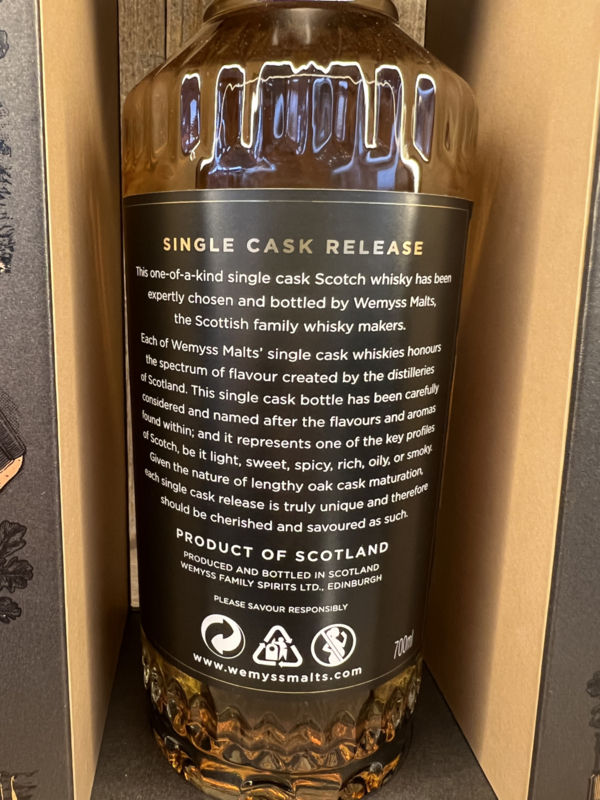 SINGLE CASK RELEASE
This one-of-a-kind single cask Scotch whisky has been
expertly chosen and bottled by Wemyss Malts,
the Scottish family whisky makers.
Each of Wemyss Malts' single cask whiskies honours
the spectrum of flavour created by the distilleries
of Scotland. This single cask bottle has been carefully
considered and named after the flavours and aromas
found within; and it represents one of the key profiles
of Scotch, be it light, sweet, spicy, rich, oily, or smoky.
Given the nature of lengthy oak cask maturation,
each single cask release is truly unique and therefore
should be cherished and savoured as such.
PRODUCT OF SCOTLAND
PRODUCED AND BOTTLED IN SCOTLAND
WEMYSS FAMILY SPIRITS LTD., EDINBURGH
PLEASE SAVOUR RESPONSIBLY
700ml
www.wemyssmalts.com